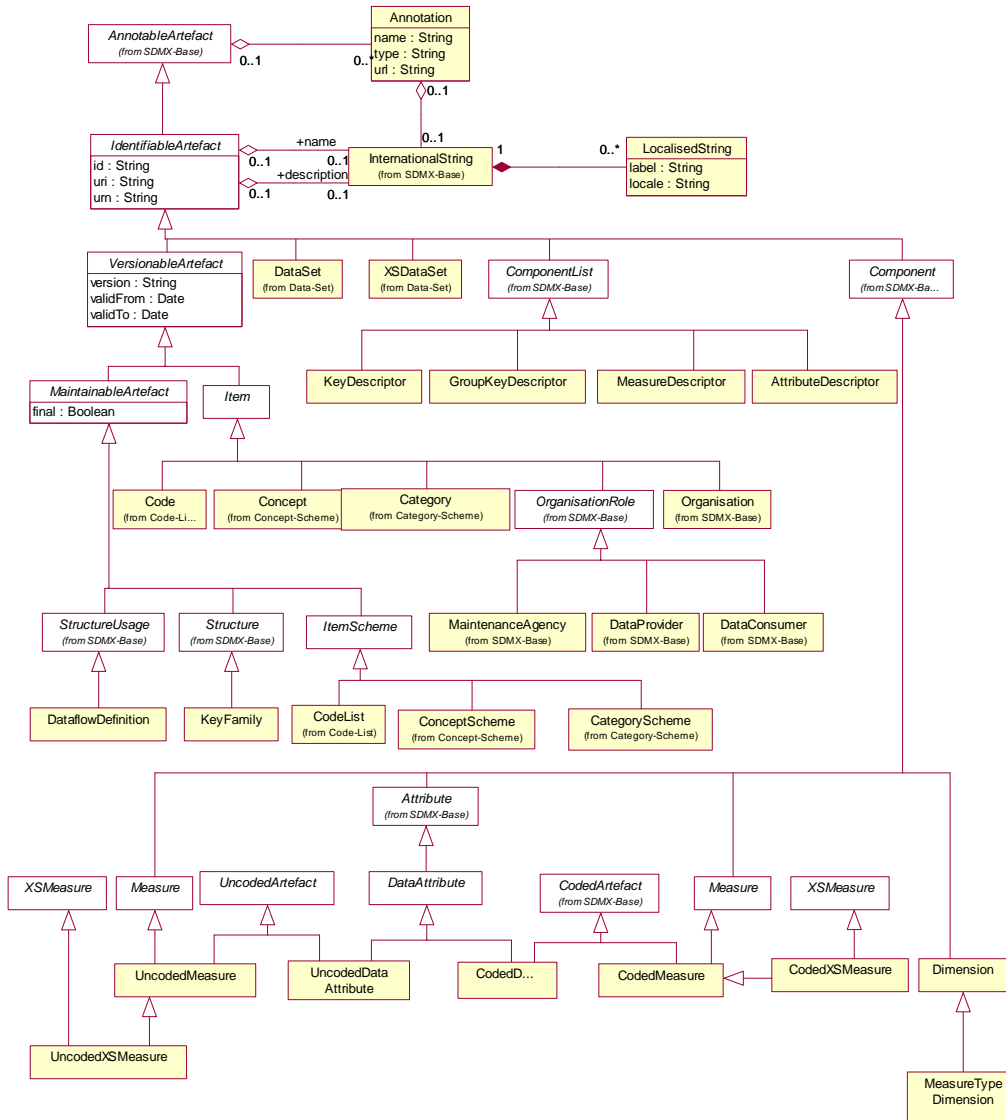 Annotation
name : String
type : String
url : String
AnnotableArtefact
(from SDMX-Base)
0..1
0..*
0..1
0..1
IdentifiableArtefact
id : String
uri : String
urn : String
+name
0..1
0..1
+description
0..1
0..1
InternationalString
(from SDMX-Base)
1
0..*
LocalisedString
label : String
locale : String
VersionableArtefact
version : String
validFrom : Date
validTo : Date
DataSet
(from Data-Set)
XSDataSet
(from Data-Set)
ComponentList
(from SDMX-Base)
Component
(from SDMX-Ba...
KeyDescriptor
GroupKeyDescriptor
MeasureDescriptor
AttributeDescriptor
MaintainableArtefact
final : Boolean
Item
Code
(from Code-Li...
Concept
(from Concept-Scheme)
Category
(from Category-Scheme)
OrganisationRole
(from SDMX-Base)
Organisation
(from SDMX-Base)
StructureUsage
(from SDMX-Base)
Structure
(from SDMX-Base)
ItemScheme
MaintenanceAgency
(from SDMX-Base)
DataProvider
(from SDMX-Base)
DataConsumer
(from SDMX-Base)
DataflowDefinition
KeyFamily
CodeList
(from Code-List)
ConceptScheme
(from Concept-Scheme)
CategoryScheme
(from Category-Scheme)
Attribute
(from SDMX-Base)
XSMeasure
Measure
UncodedArtefact
DataAttribute
CodedArtefact
(from SDMX-Base)
Measure
XSMeasure
UncodedMeasure
UncodedData
Attribute
CodedD...
CodedMeasure
CodedXSMeasure
Dimension
UncodedXSMeasure
MeasureType
Dimension